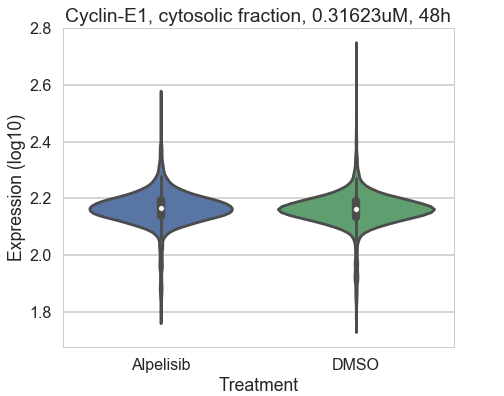 Cyclin-E1, cytosolic fraction, 0.31623uM, 48h
2.8
2.6
2.4
2.2
2.0
1.8
Expression (log10)
Alpelisib
DMSO
Treatment